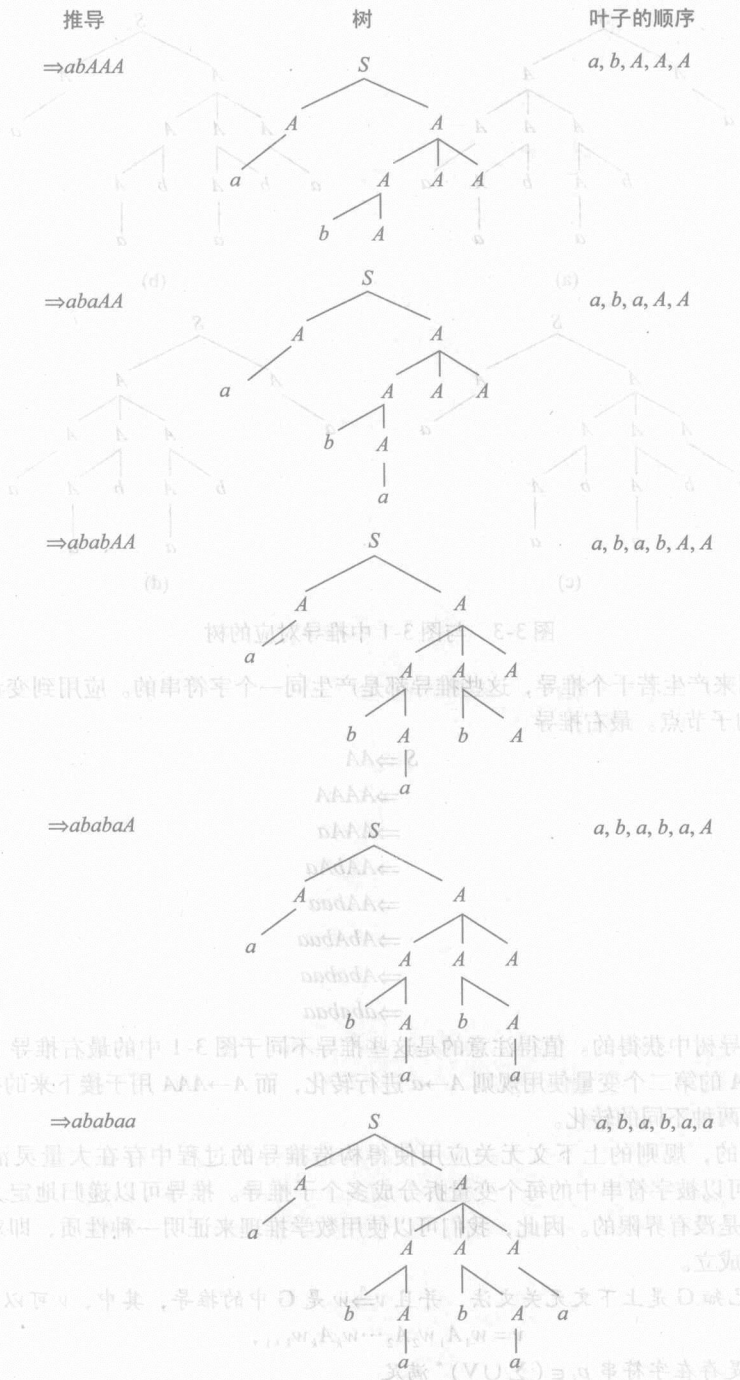 推导 树 叶子的顺序
⇒abAAA S a, b, A, A, A
A A
a A A A
b A
⇒abaAA S a, b, a, A, A
A A
a A A A
b A
a
⇒ababAA S a, b, a, b, A, A
A A
a A A A
b A b A
a
⇒ababaA S a, b, a, b, a, A
A A
a A A A
b A b A
a a
⇒ababaa S a, b, a, b, a, a
A A
a A A A
b A b A a
a a